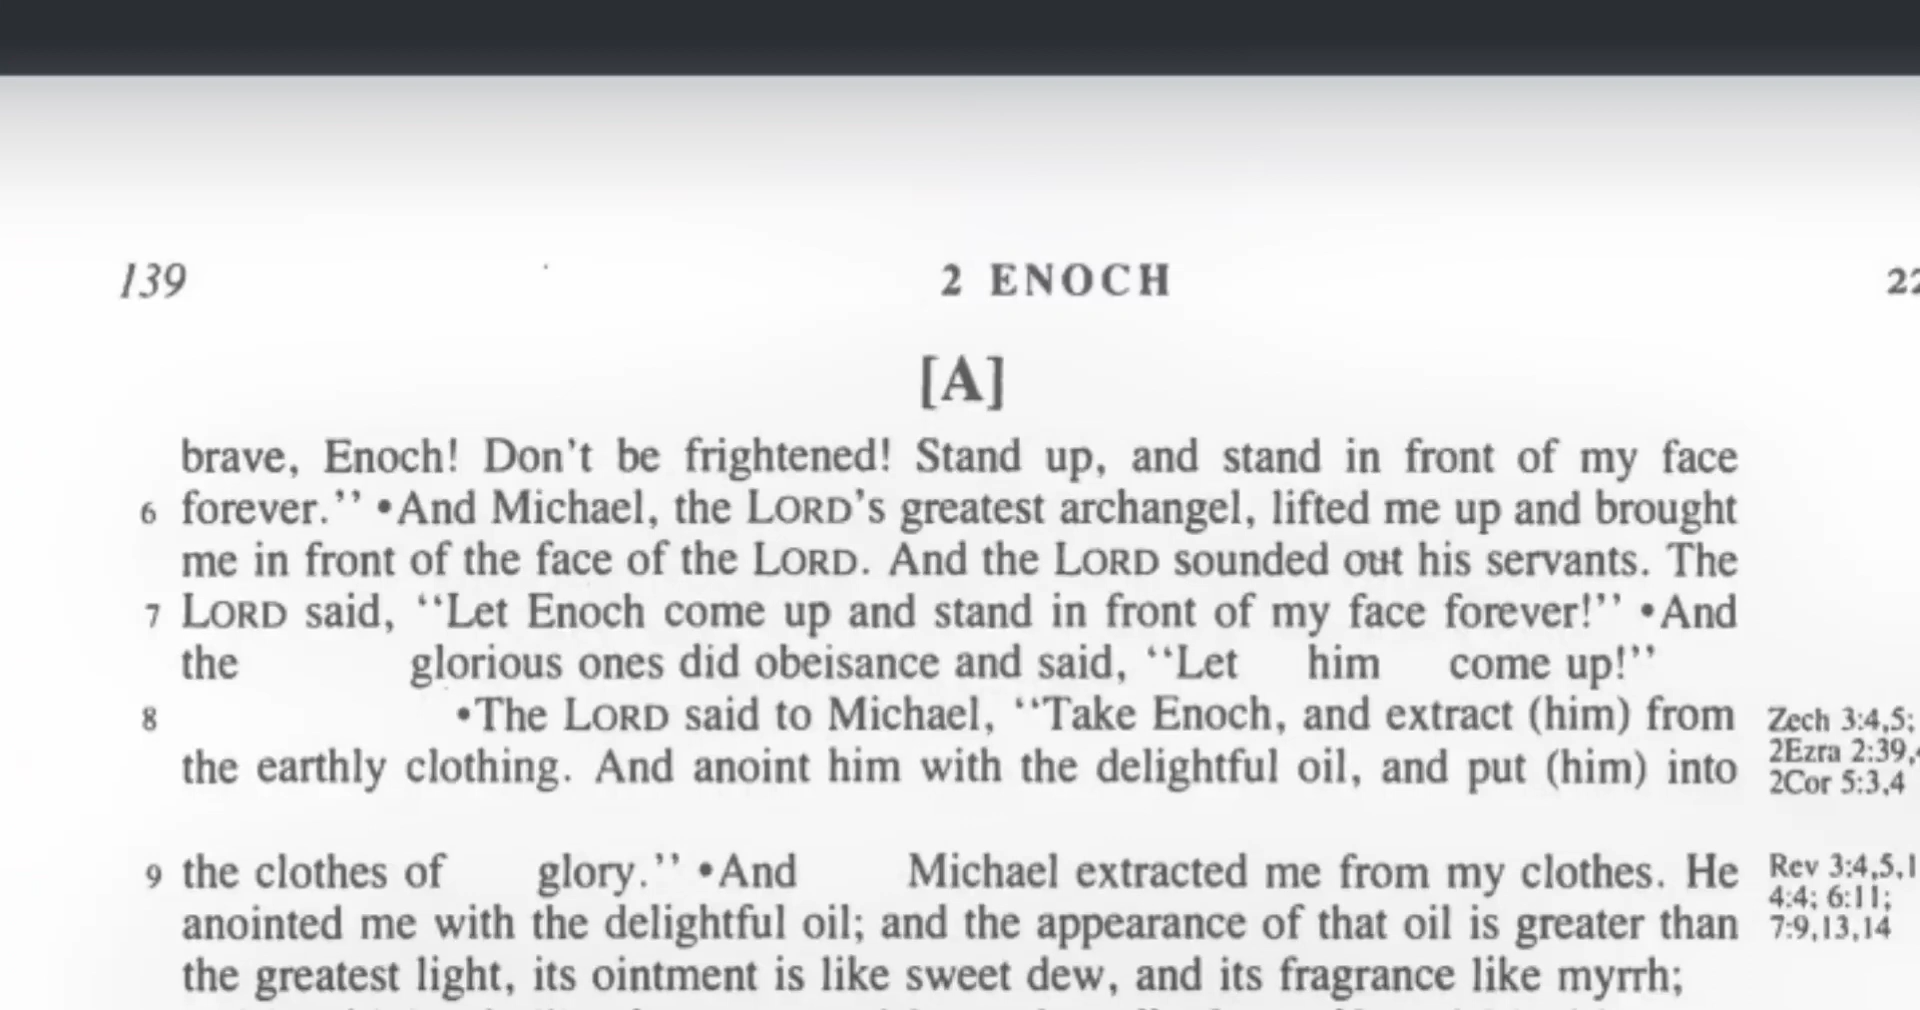 139 2 ENOCH 22
[A]
brave, Enoch! Don't be frightened! Stand up, and stand in front of my face
6 forever.'' •And Michael, the LORD's greatest archangel, lifted me up and brought
me in front of the face of the LORD. And the LORD sounded out his servants. The
7 LORD said, ‘‘Let Enoch come up and stand in front of my face forever!'' •And
the glorious ones did obeisance and said, ‘‘Let him come up!''
8 •The LORD said to Michael, ‘‘Take Enoch, and extract (him) from Zech 3:4,5;
the earthly clothing. And anoint him with the delightful oil, and put (him) into 2Ezra 2:39,
2Cor 5:3,4
9 the clothes of glory.'' •And Michael extracted me from my clothes. He Rev 3:4,5,1
4:4; 6:11;
anointed me with the delightful oil; and the appearance of that oil is greater than 7:9,13,14
the greatest light, its ointment is like sweet dew, and its fragrance like myrrh;